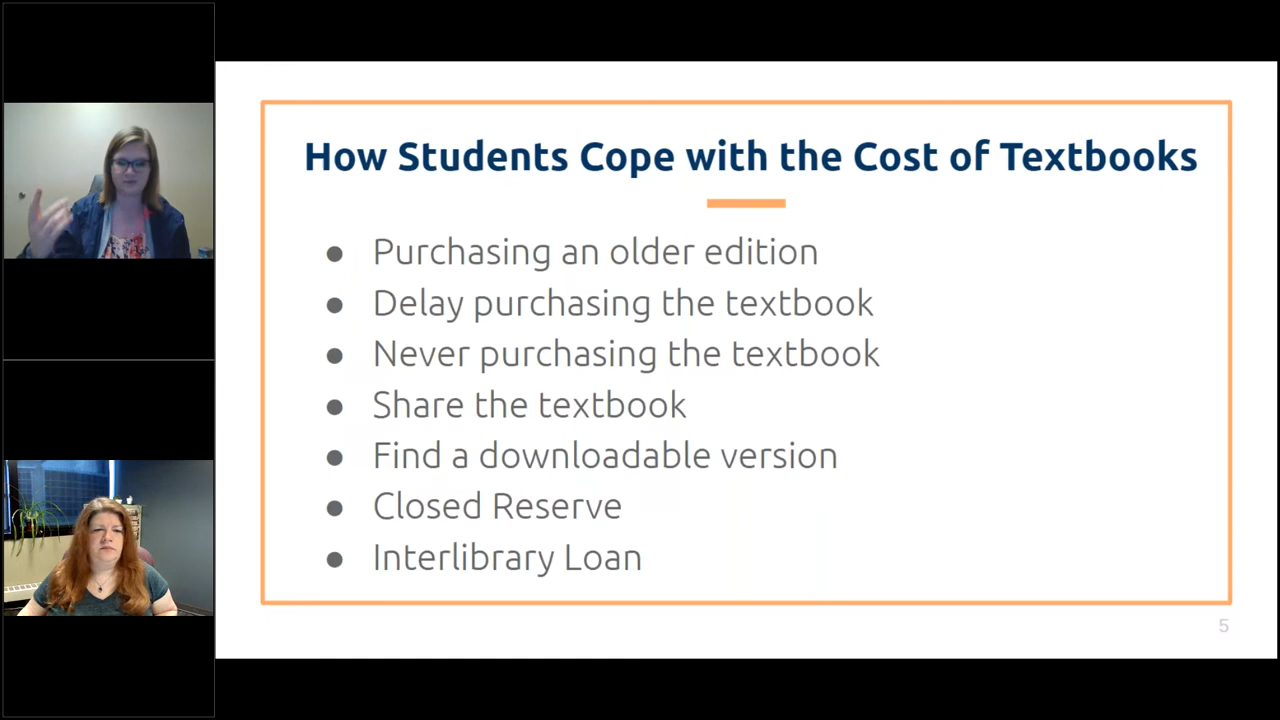 How Students Cope with the Cost of Textbooks
● Purchasing an older edition
● Delay purchasing the textbook
● Never purchasing the textbook
● Share the textbook
● Find a downloadable version
● Closed Reserve
● Interlibrary Loan
5